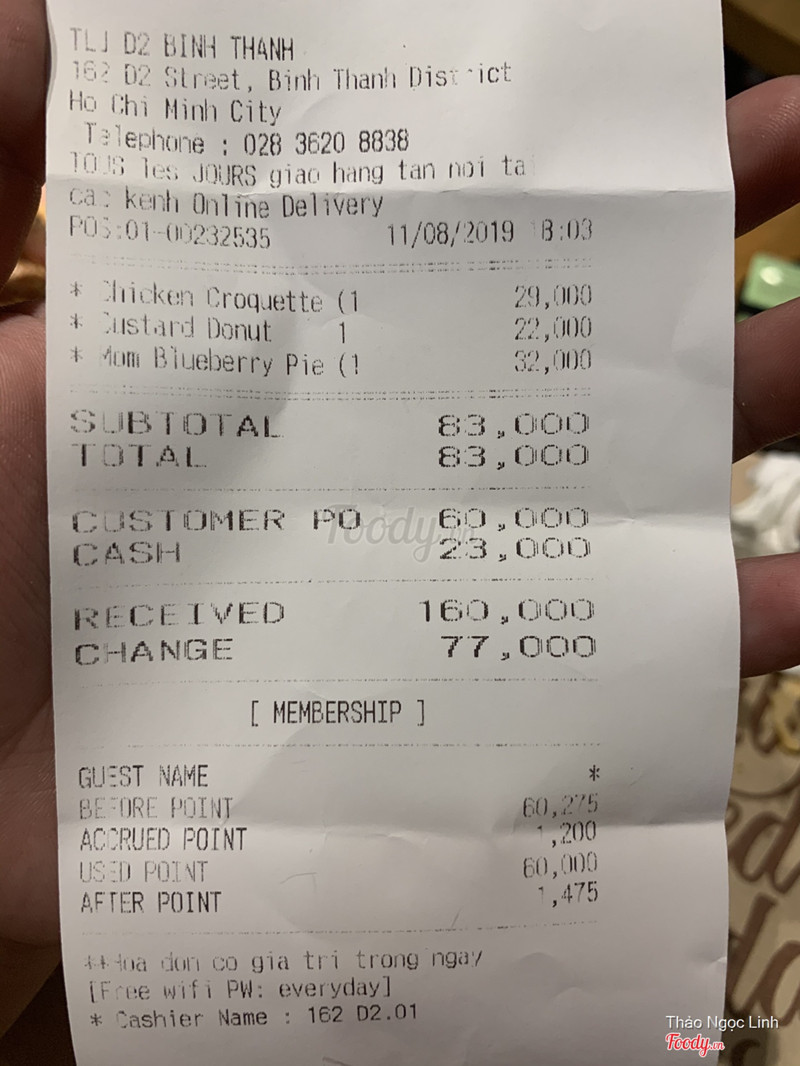 TLJ D2 BINH THANH
162 D2 Street, Binh Thanh District
Ho Chi Minh City
Telephone : 028 3620 8838
TOUS les JOURS giao hang tan noi ta
cac kenh Online Delivery
POS:01-00232535 11/08/2019 18:03
* Chicken Croquette (1 29,000
* Custard Donut 1 22,000
* Mom Blueberry Pie (1 32,000
SUBTOTAL 83,000
TOTAL 83,000
CUSTOMER PO 60,000
CASH 23,000
RECEIVED 160,000
CHANGE 77,000
[ MEMBERSHIP ]
GUEST NAME *
BEFORE POINT 60,275
ACCRUED POINT 1,200
USED POINT 60,000
AFTER POINT 1,475
**Hoa don co gia tri trong ngay
[Free wifi PW: everyday]
* Cashier Name : 162 D2.01
foody.vn
Thảo Ngọc Linh
Foody.vn